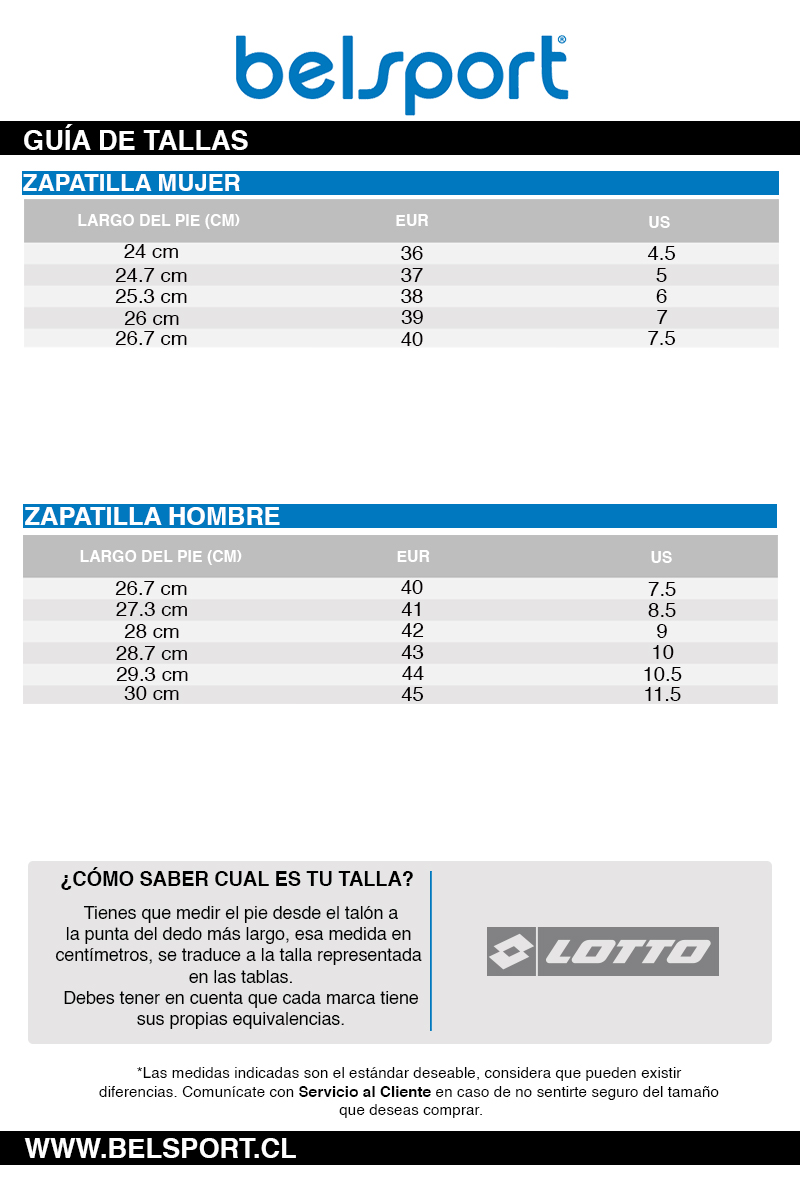 belsport®
GUÍA DE TALLAS
ZAPATILLA MUJER
LARGO DEL PIE (CM) EUR US
24 cm 36 4.5
24.7 cm 37 5
25.3 cm 38 6
26 cm 39 7
26.7 cm 40 7.5
ZAPATILLA HOMBRE
LARGO DEL PIE (CM) EUR US
26.7 cm 40 7.5
27.3 cm 41 8.5
28 cm 42 9
28.7 cm 43 10
29.3 cm 44 10.5
30 cm 45 11.5
¿CÓMO SABER CUAL ES TU TALLA?
Tienes que medir el pie desde el talón a
la punta del dedo más largo, esa medida en
centímetros, se traduce a la talla representada
en las tablas.
Debes tener en cuenta que cada marca tiene
sus propias equivalencias.
LOTTO
*Las medidas indicadas son el estándar deseable, considera que pueden existir
diferencias. Comunícate con Servicio al Cliente en caso de no sentirte seguro del tamaño
que deseas comprar.
WWW.BELSPORT.CL